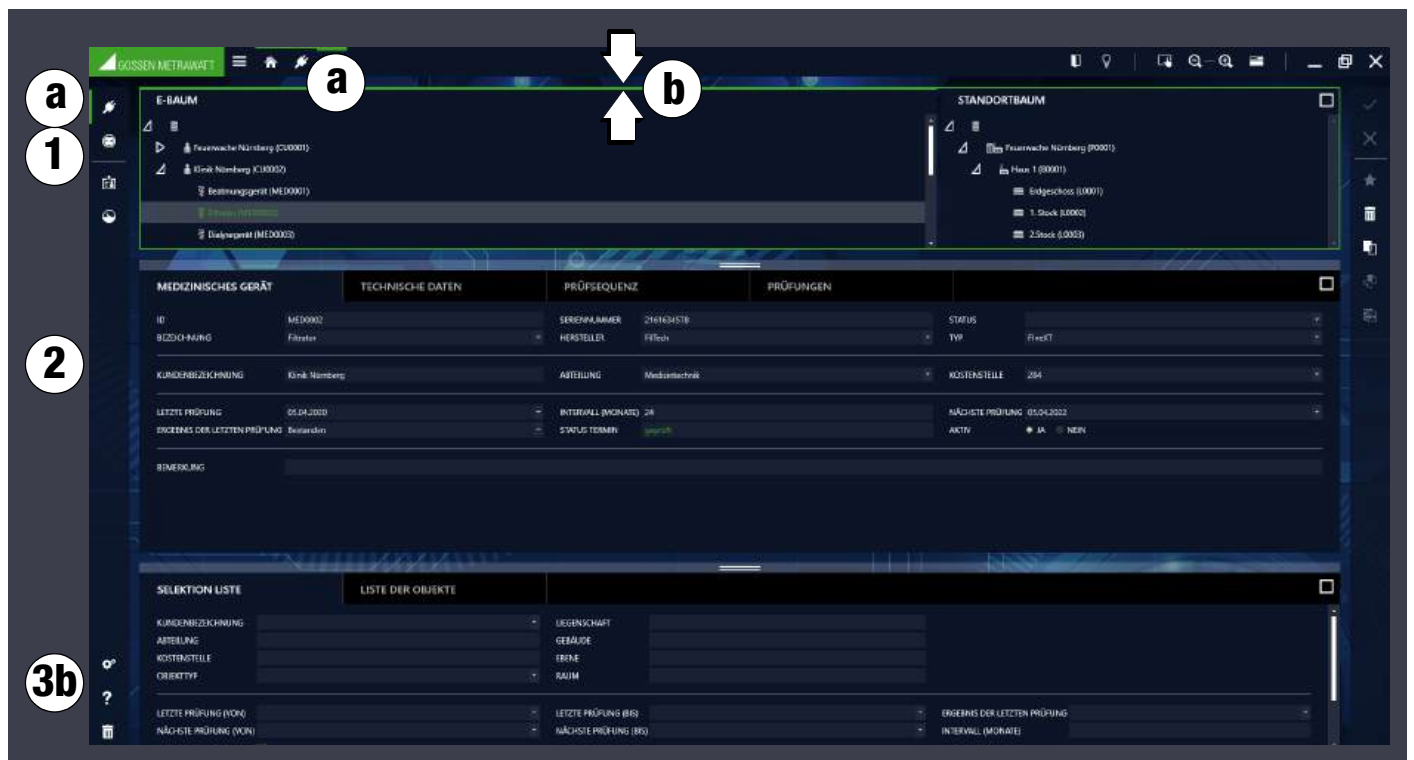 GOSSEN METRAWATT
a
b
a
1
2
3b
E-BAUM
Feuerwache Nürnberg (CU0001)
Klinik Nürnberg (CU0002)
Beatmungsgerät (MED0001)
Filtrator (MED0002)
Dialysegerät (MED0003)
STANDORTBAUM
Feuerwache Nürnberg (P0001)
Haus 1 (B0001)
Erdgeschoss (L0001)
1. Stock (L0002)
2.Stock (L0003)
MEDIZINISCHES GERÄT TECHNISCHE DATEN PRÜFSEQUENZ PRÜFUNGEN
ID MED0002 SERIENNUMMER 2161634578 STATUS
BEZEICHNUNG Filtrator HERSTELLER FilTech TYP
KUNDENBEZEICHNUNG Klinik Nürnberg ABTEILUNG Medizintechnik KOSTENSTELLE 284
LETZTE PRÜFUNG 05.04.2020 INTERVALL (MONATE) 24 NÄCHSTE PRÜFUNG 05.04.2022
ERGEBNIS DER LETZTEN PRÜFUNG Bestanden STATUS TERMIN geprüft AKTIV JA NEIN
BEMERKUNG
SELEKTION LISTE LISTE DER OBJEKTE
KUNDENBEZEICHNUNG LIEGENSCHAFT
ABTEILUNG GEBÄUDE
KOSTENSTELLE EBENE
OBJEKTTYP RAUM
LETZTE PRÜFUNG (VON) LETZTE PRÜFUNG (BIS) ERGEBNIS DER LETZTEN PRÜFUNG
NÄCHSTE PRÜFUNG (VON) NÄCHSTE PRÜFUNG (BIS) INTERVALL (MONATE)